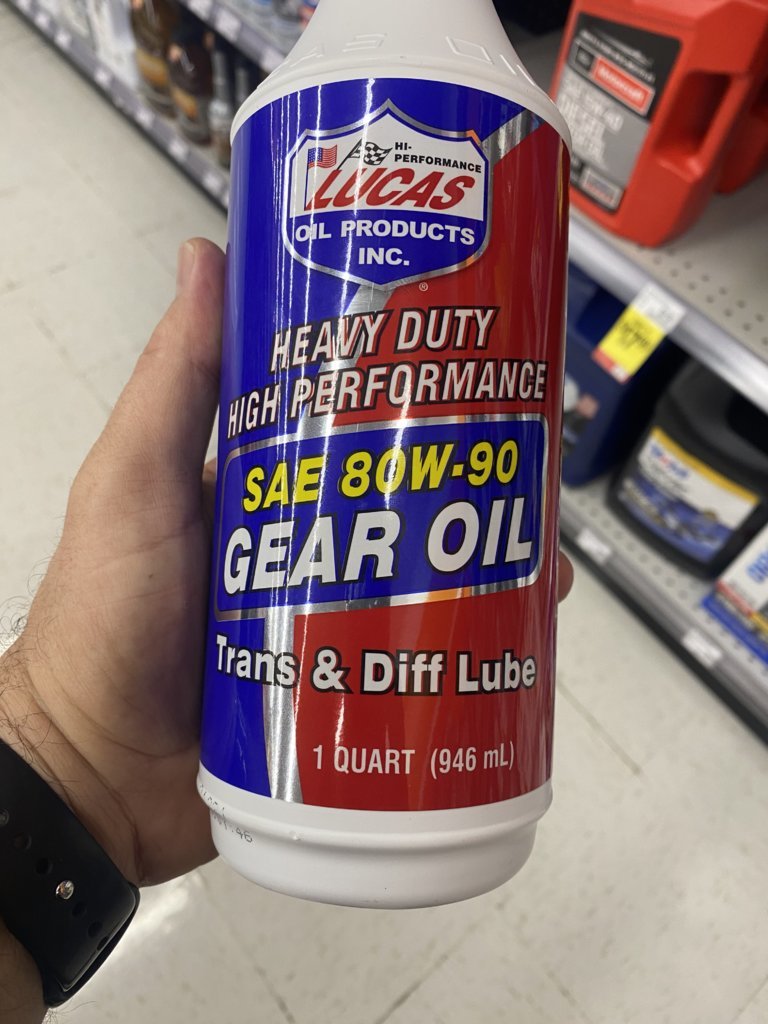 HI-
PERFORMANCE
LUCAS
OIL PRODUCTS
INC.
®
HEAVY DUTY
HIGH PERFORMANCE
SAE 80W-90
GEAR OIL
Trans & Diff Lube
1 QUART (946 mL)
Motorcraft